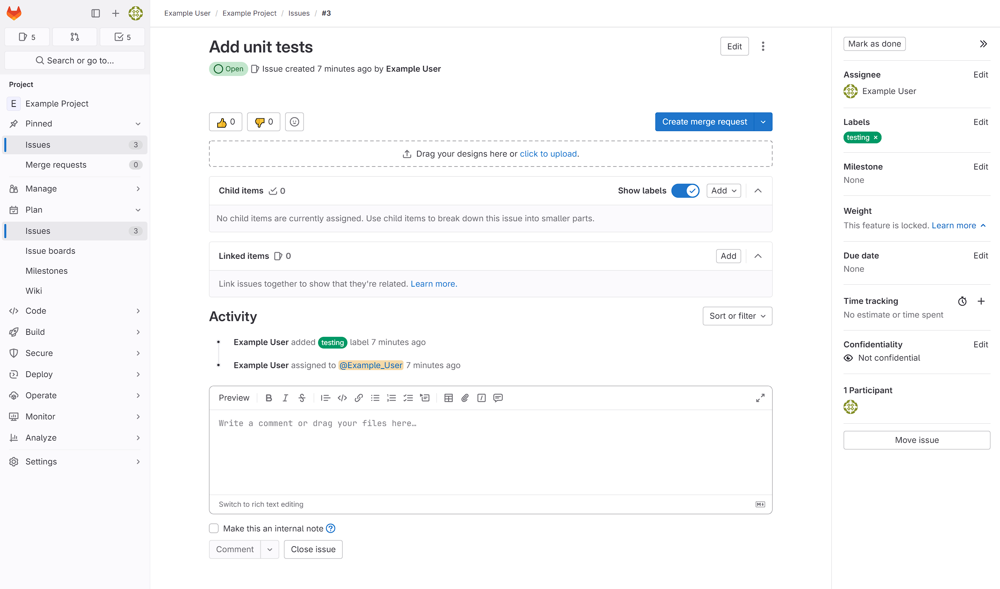 5
5
Search or go to...
Project
E Example Project
Pinned
Issues 3
Merge requests 0
Manage
Plan
Issues 3
Issue boards
Milestones
Wiki
Code
Build
Secure
Deploy
Operate
Monitor
Analyze
Settings
Example User / Example Project / Issues / #3
Add unit tests
Edit
Open Issue created 7 minutes ago by Example User
0 0
Create merge request
Drag your designs here or click to upload.
Child items 0
Show labels
Add
No child items are currently assigned. Use child items to break down this issue into smaller parts.
Linked items 0
Add
Link issues together to show that they're related. Learn more.
Activity
Sort or filter
Example User added testing label 7 minutes ago
Example User assigned to @Example_User 7 minutes ago
Preview
Write a comment or drag your files here…
Switch to rich text editing
Make this an internal note
Comment
Close issue
Mark as done
Assignee Edit
Example User
Labels Edit
testing ×
Milestone Edit
None
Weight
This feature is locked. Learn more
Due date Edit
None
Time tracking
No estimate or time spent
Confidentiality Edit
Not confidential
1 Participant
Move issue